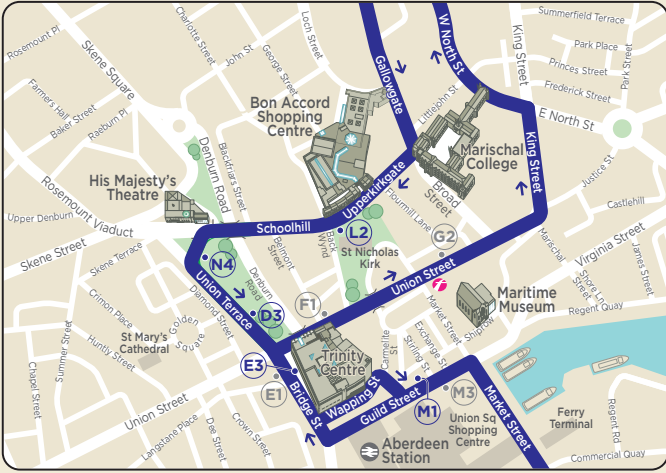 Rosemount Pl
Skene Square
Charlotte Street
John St
George Street
Loch Street
Gallowgate
W North St
King Street
Summerfield Terrace
Park Place
Park Street
Princes Street
Frederick Street
E North St
Littlejohn St
Farmers Hall
Baker Street
Raeburn Pl
Bon Accord
Shopping
Centre
Marischal
College
King Street
Denburn Road
Blackfriars Street
His Majesty's
Theatre
Rosemount Viaduct
Upper Denburn
Skene Street
Skene Terrace
Schoolhill
Upperkirkgate
Flourmill Lane
Broad
Street
Justice St
Castlehill
Back
Wynd
Belmont
Street
L2
St Nicholas
Kirk
G2
N4
Union Street
Marischal
Street
Virginia Street
James Street
Shore Ln
Regent Quay
Union Terrace
Denburn
Road
D3
F1
Diamond Street
Golden
Square
Crimon Place
Huntly Street
St Mary's
Cathedral
Summer Street
Chapel Street
Maritime
Museum
Market Street
Shiprow
Exchange St
Stirling St
Carmelite
St
Trinity
Centre
E3
E1
Bridge St
Wapping St
Guild Street
M1
M3
Market Street
Union Sq
Shopping
Centre
Union Street
Langstane Place
Dee Street
Crown Street
Aberdeen
Station
Ferry
Terminal
Regent Rd
Commercial Quay